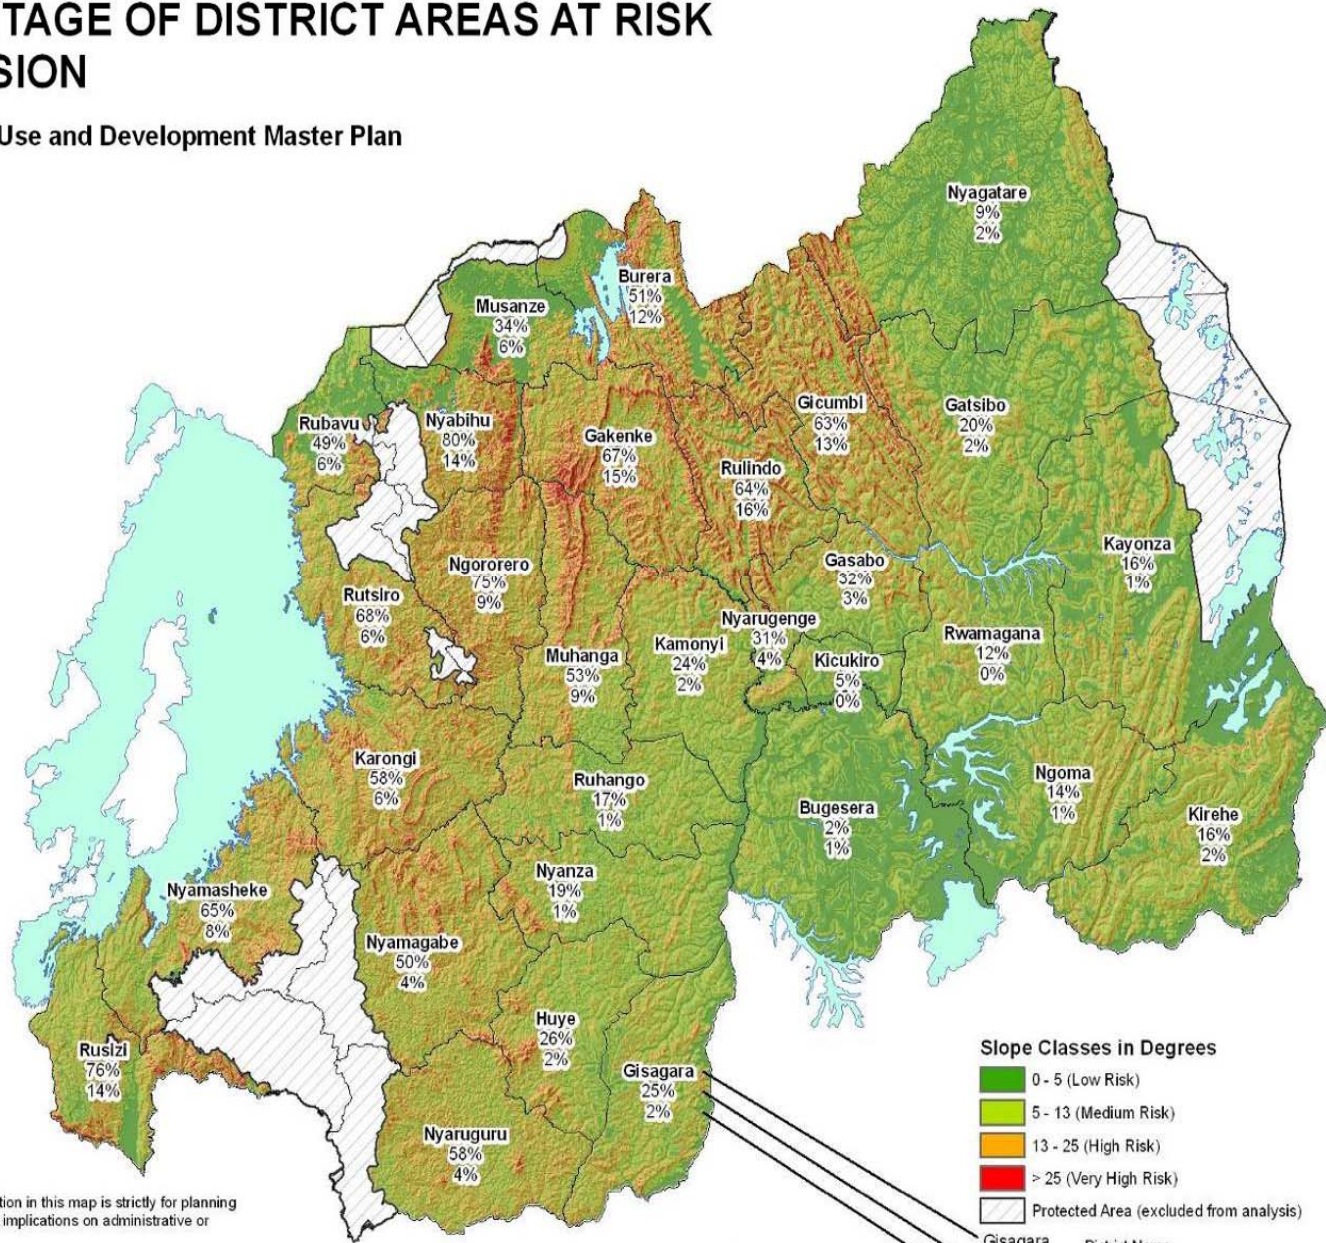 TAGE OF DISTRICT AREAS AT RISK
SION
Use and Development Master Plan
Nyagatare
9%
2%
Burera
51%
12%
Musanze
34%
6%
Rubavu
49%
6%
Nyabihu
80%
14%
Gakenke
67%
15%
Gicumbi
63%
13%
Gatsibo
20%
2%
Rulindo
64%
16%
Kayonza
16%
1%
Ngororero
75%
9%
Gasabo
32%
3%
Rutsiro
68%
6%
Nyarugenge
31%
4%
Rwamagana
12%
0%
Kamonyi
24%
2%
Muhanga
53%
9%
Kicukiro
5%
0%
Karongi
58%
6%
Ruhango
17%
1%
Ngoma
14%
1%
Bugesera
2%
1%
Kirehe
16%
2%
Nyanza
19%
1%
Nyamasheke
65%
8%
Nyamagabe
50%
4%
Huye
26%
2%
Rusizi
76%
14%
Gisagara
25%
2%
Nyaruguru
58%
4%
Slope Classes in Degrees
0 - 5 (Low Risk)
5 - 13 (Medium Risk)
13 - 25 (High Risk)
> 25 (Very High Risk)
Protected Area (excluded from analysis)
Gisagara District Name
tion in this map is strictly for planning
implications on administrative or